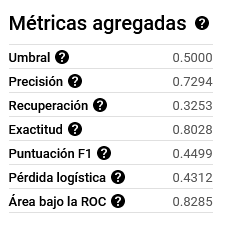 Métricas agregadas ?
Umbral ? 0.5000
Precisión ? 0.7294
Recuperación ? 0.3253
Exactitud ? 0.8028
Puntuación F1 ? 0.4499
Pérdida logística ? 0.4312
Área bajo la ROC ? 0.8285